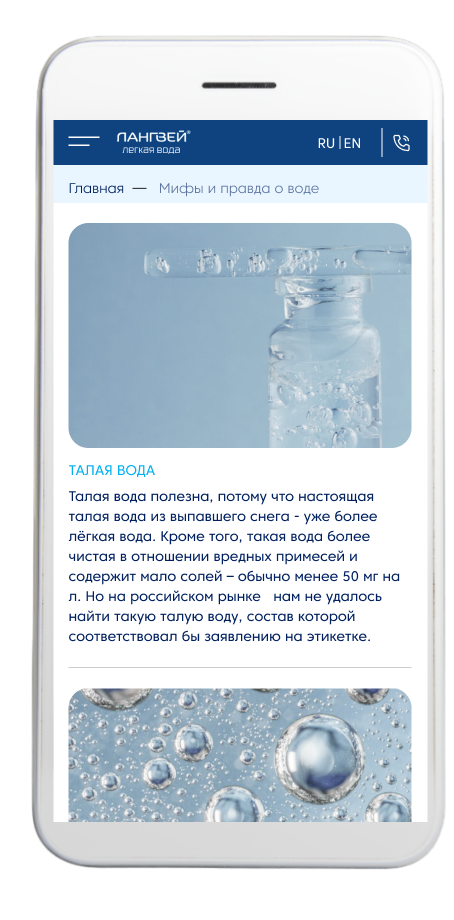 ЛАНГВЕЙ®
легкая вода
RU | EN
Главная — Мифы и правда о воде
ТАЛАЯ ВОДА
Талая вода полезна, потому что настоящая
талая вода из выпавшего снега - уже более
лёгкая вода. Кроме того, такая вода более
чистая в отношении вредных примесей и
содержит мало солей – обычно менее 50 мг на
л. Но на российском рынке нам не удалось
найти такую талую воду, состав которой
соответствовал бы заявлению на этикетке.